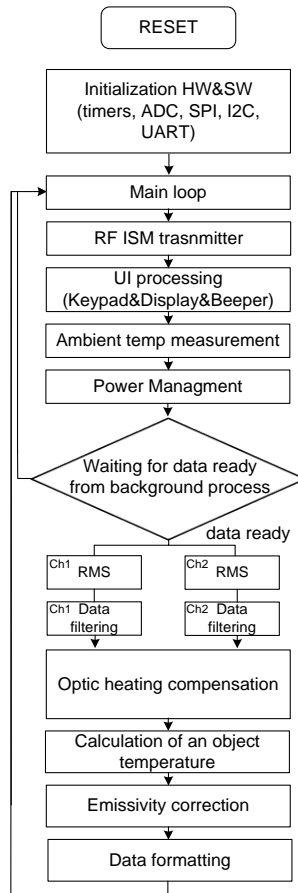 RESET
Initialization HW&SW
(timers, ADC, SPI, I2C,
UART)
Main loop
RF ISM trasnmitter
UI processing
(Keypad&Display&Beeper)
Ambient temp measurement
Power Managment
Waiting for data ready
from background process
data ready
Ch1 RMS
Ch2 RMS
Ch1 Data
filtering
Ch2 Data
filtering
Optic heating compensation
Calculation of an object
temperature
Emissivity correction
Data formatting